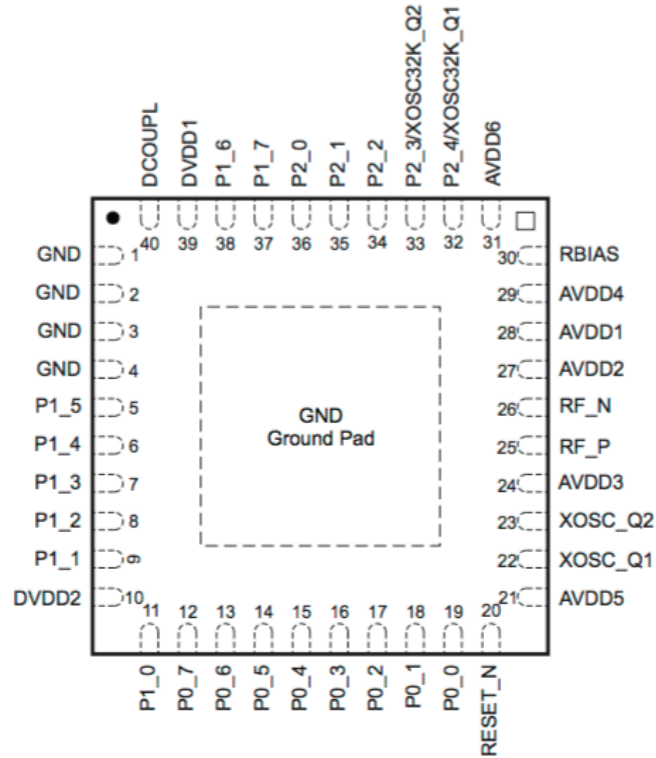 DCOUPL
DVDD1
P1_6
P1_7
P2_0
P2_1
P2_2
P2_3/XOSC32K_Q2
P2_4/XOSC32K_Q1
AVDD6
40 39 38 37 36 35 34 33 32 31
GND 1
GND 2
GND 3
GND 4
P1_5 5
P1_4 6
P1_3 7
P1_2 8
P1_1 9
DVDD2 10
GND
Ground Pad
30 RBIAS
29 AVDD4
28 AVDD1
27 AVDD2
26 RF_N
25 RF_P
24 AVDD3
23 XOSC_Q2
22 XOSC_Q1
21 AVDD5
11 12 13 14 15 16 17 18 19 20
P1_0
P0_7
P0_6
P0_5
P0_4
P0_3
P0_2
P0_1
P0_0
RESET_N